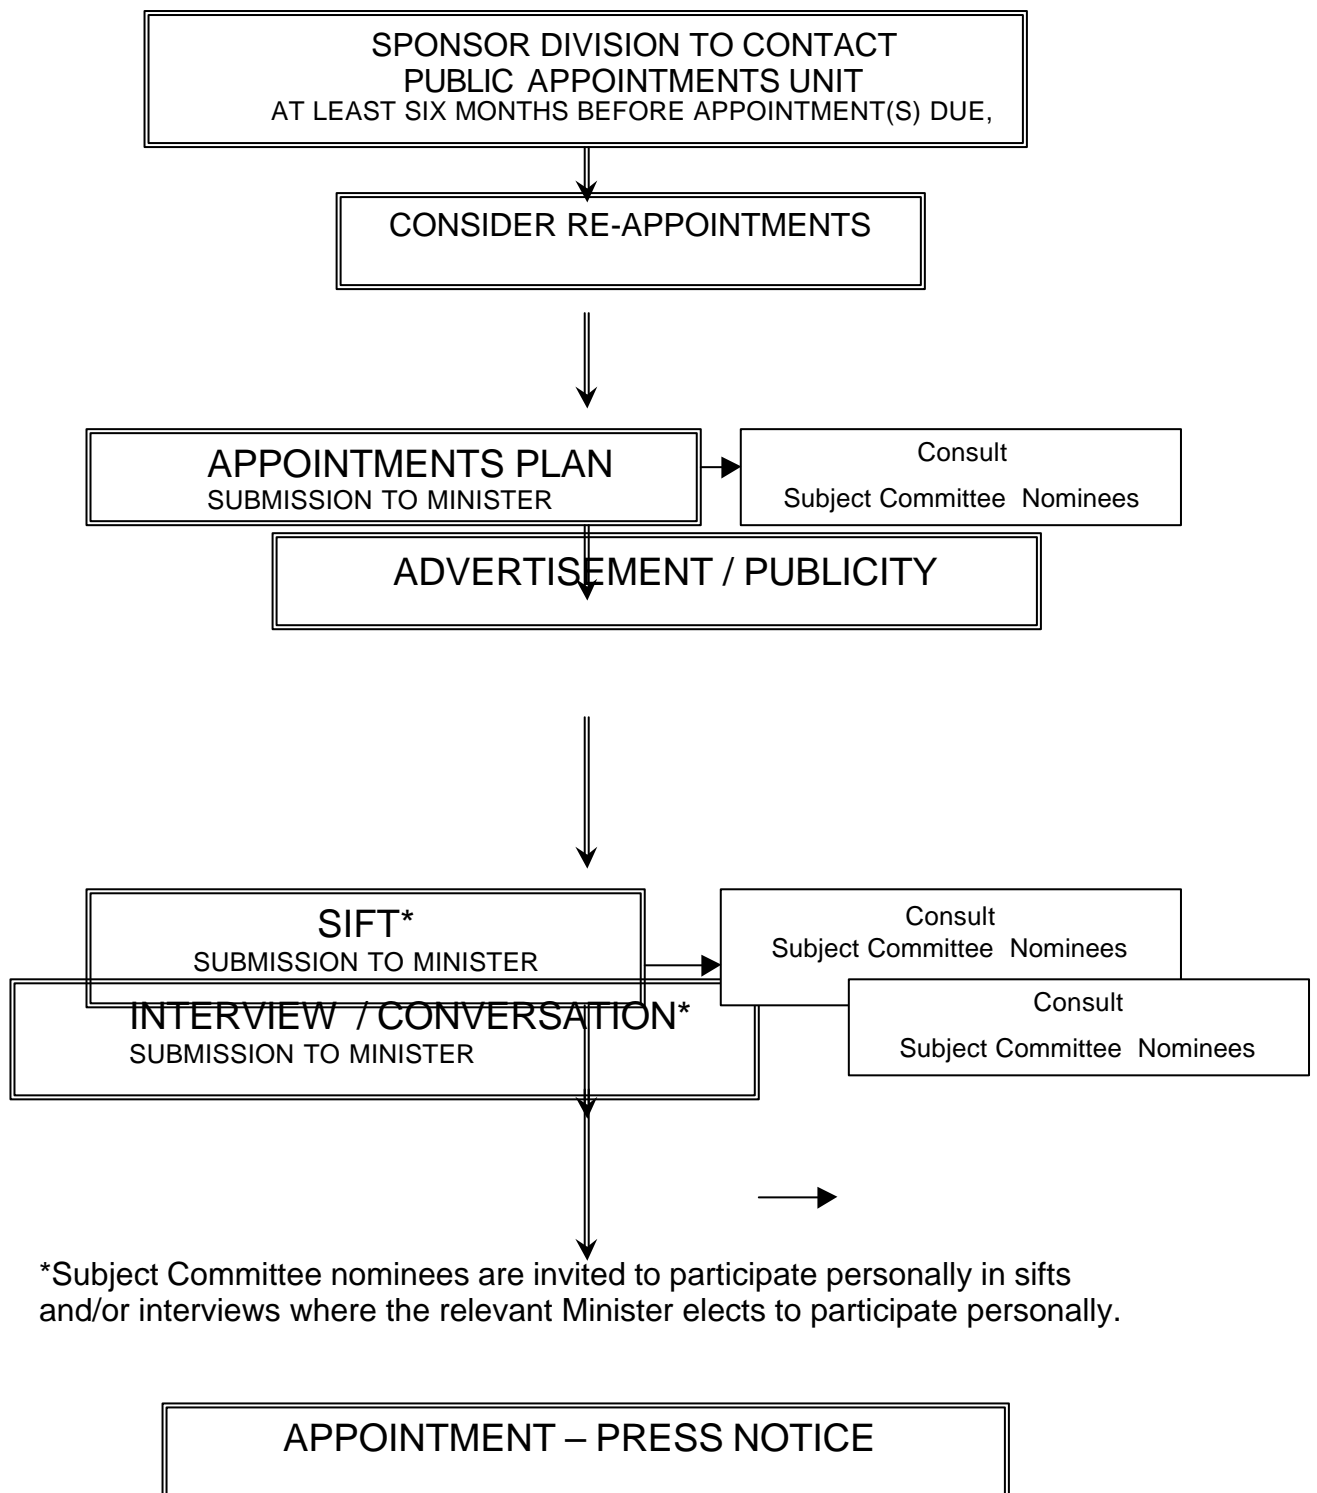 SPONSOR DIVISION TO CONTACT
PUBLIC APPOINTMENTS UNIT
AT LEAST SIX MONTHS BEFORE APPOINTMENT(S) DUE,
CONSIDER RE-APPOINTMENTS
APPOINTMENTS PLAN
SUBMISSION TO MINISTER
Consult
Subject Committee Nominees
ADVERTISEMENT / PUBLICITY
SIFT*
SUBMISSION TO MINISTER
Consult
Subject Committee Nominees
INTERVIEW / CONVERSATION*
SUBMISSION TO MINISTER
Consult
Subject Committee Nominees
*Subject Committee nominees are invited to participate personally in sifts
and/or interviews where the relevant Minister elects to participate personally.
APPOINTMENT – PRESS NOTICE